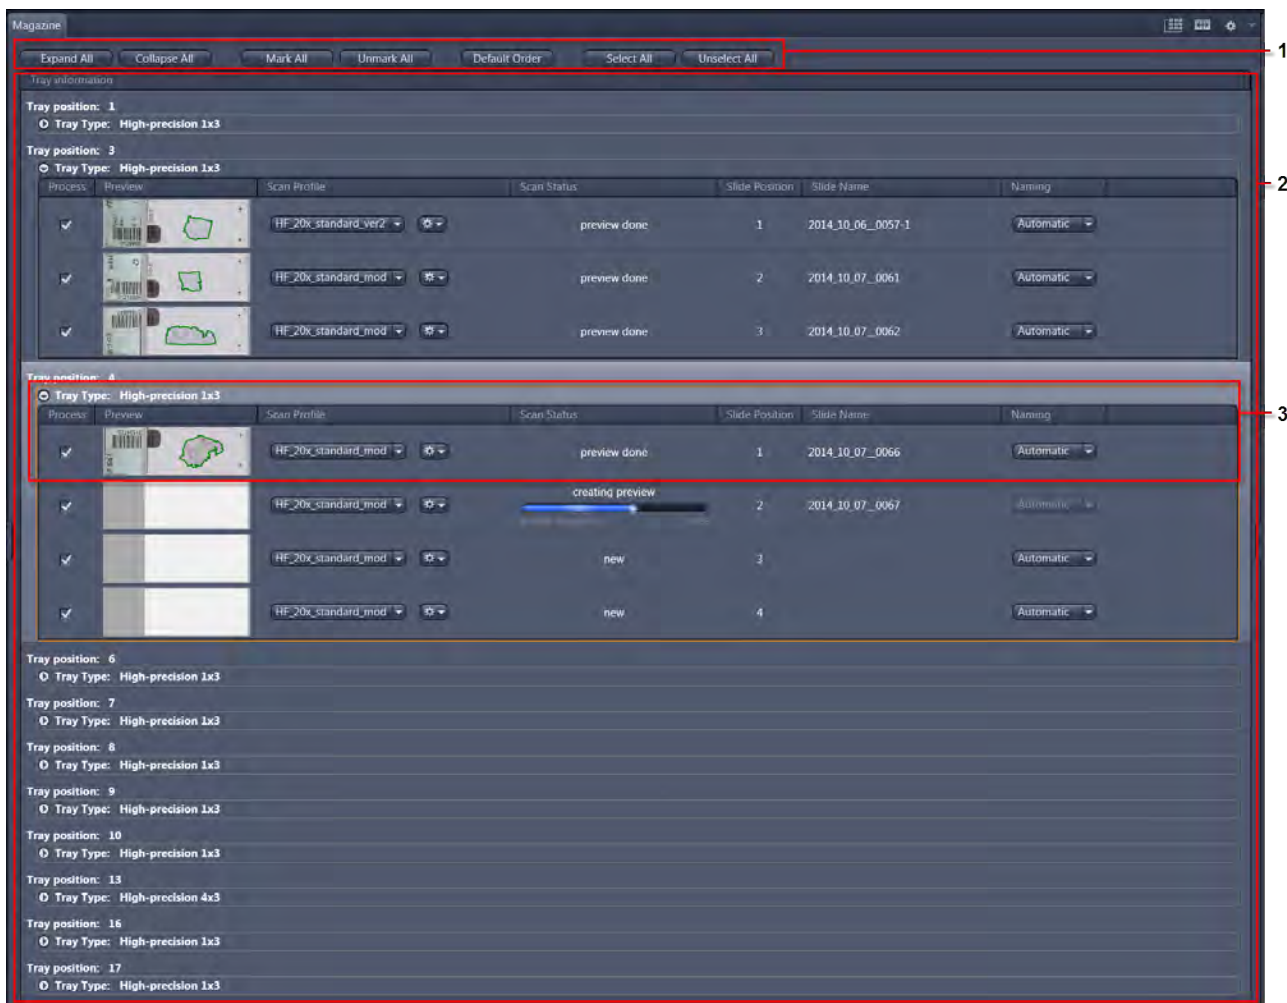 Magazine
Expand All Collapse All Mark All Unmark All Default Order Select All Unselect All 1
Tray information
Tray position: 1
Tray Type: High-precision 1x3
Tray position: 3
Tray Type: High-precision 1x3
2
Process Preview Scan Profile Scan Status Slide Position Slide Name Naming
HF_20x_standard_ver2 preview done 1 2014_10_06__0057-1 Automatic
HF_20x_standard_mod preview done 2 2014_10_07__0061 Automatic
HF_20x_standard_mod preview done 3 2014_10_07__0062 Automatic
Tray position: 4
Tray Type: High-precision 1x3
Process Preview Scan Profile Scan Status Slide Position Slide Name Naming 3
HF_20x_standard_mod preview done 1 2014_10_07__0066 Automatic
creating preview
HF_20x_standard_mod 2 2014_10_07__0067 Automatic
HF_20x_standard_mod new 3 Automatic
HF_20x_standard_mod new 4 Automatic
Tray position: 6
Tray Type: High-precision 1x3
Tray position: 7
Tray Type: High-precision 1x3
Tray position: 8
Tray Type: High-precision 1x3
Tray position: 9
Tray Type: High-precision 1x3
Tray position: 10
Tray Type: High-precision 1x3
Tray position: 13
Tray Type: High-precision 4x3
Tray position: 16
Tray Type: High-precision 1x3
Tray position: 17
Tray Type: High-precision 1x3